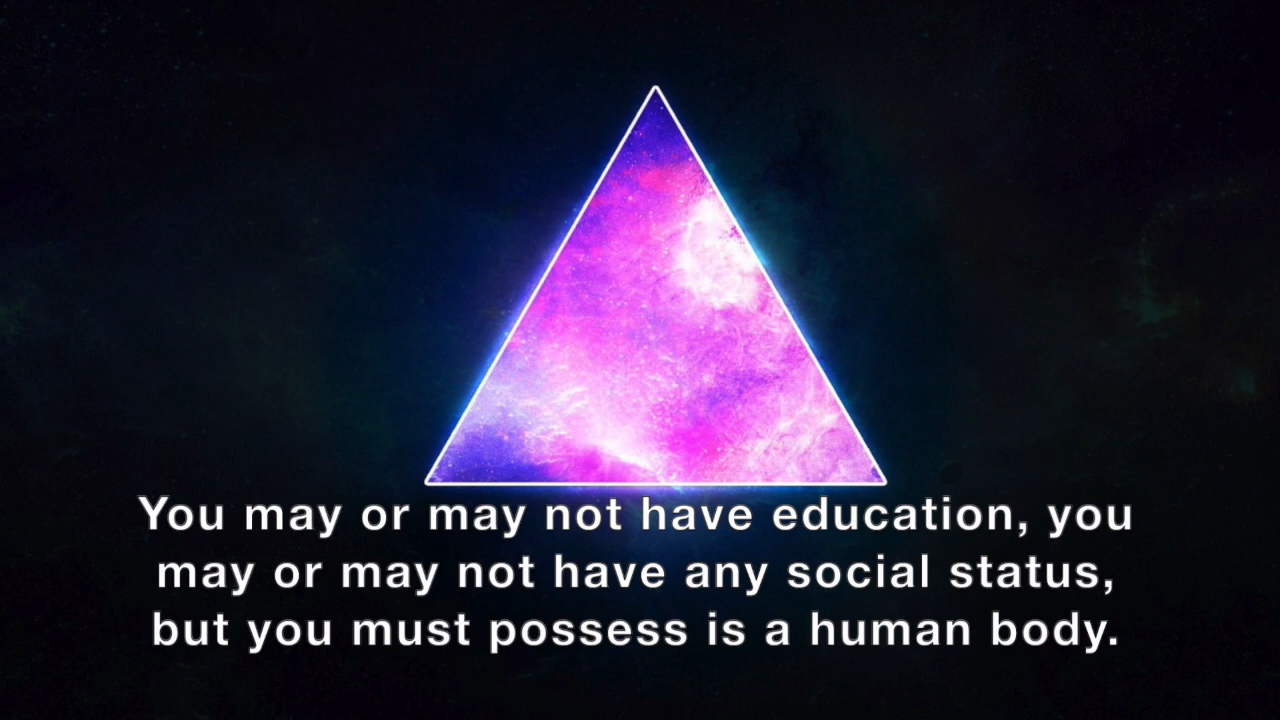 You may or may not have education, you
may or may not have any social status,
but you must possess is a human body.